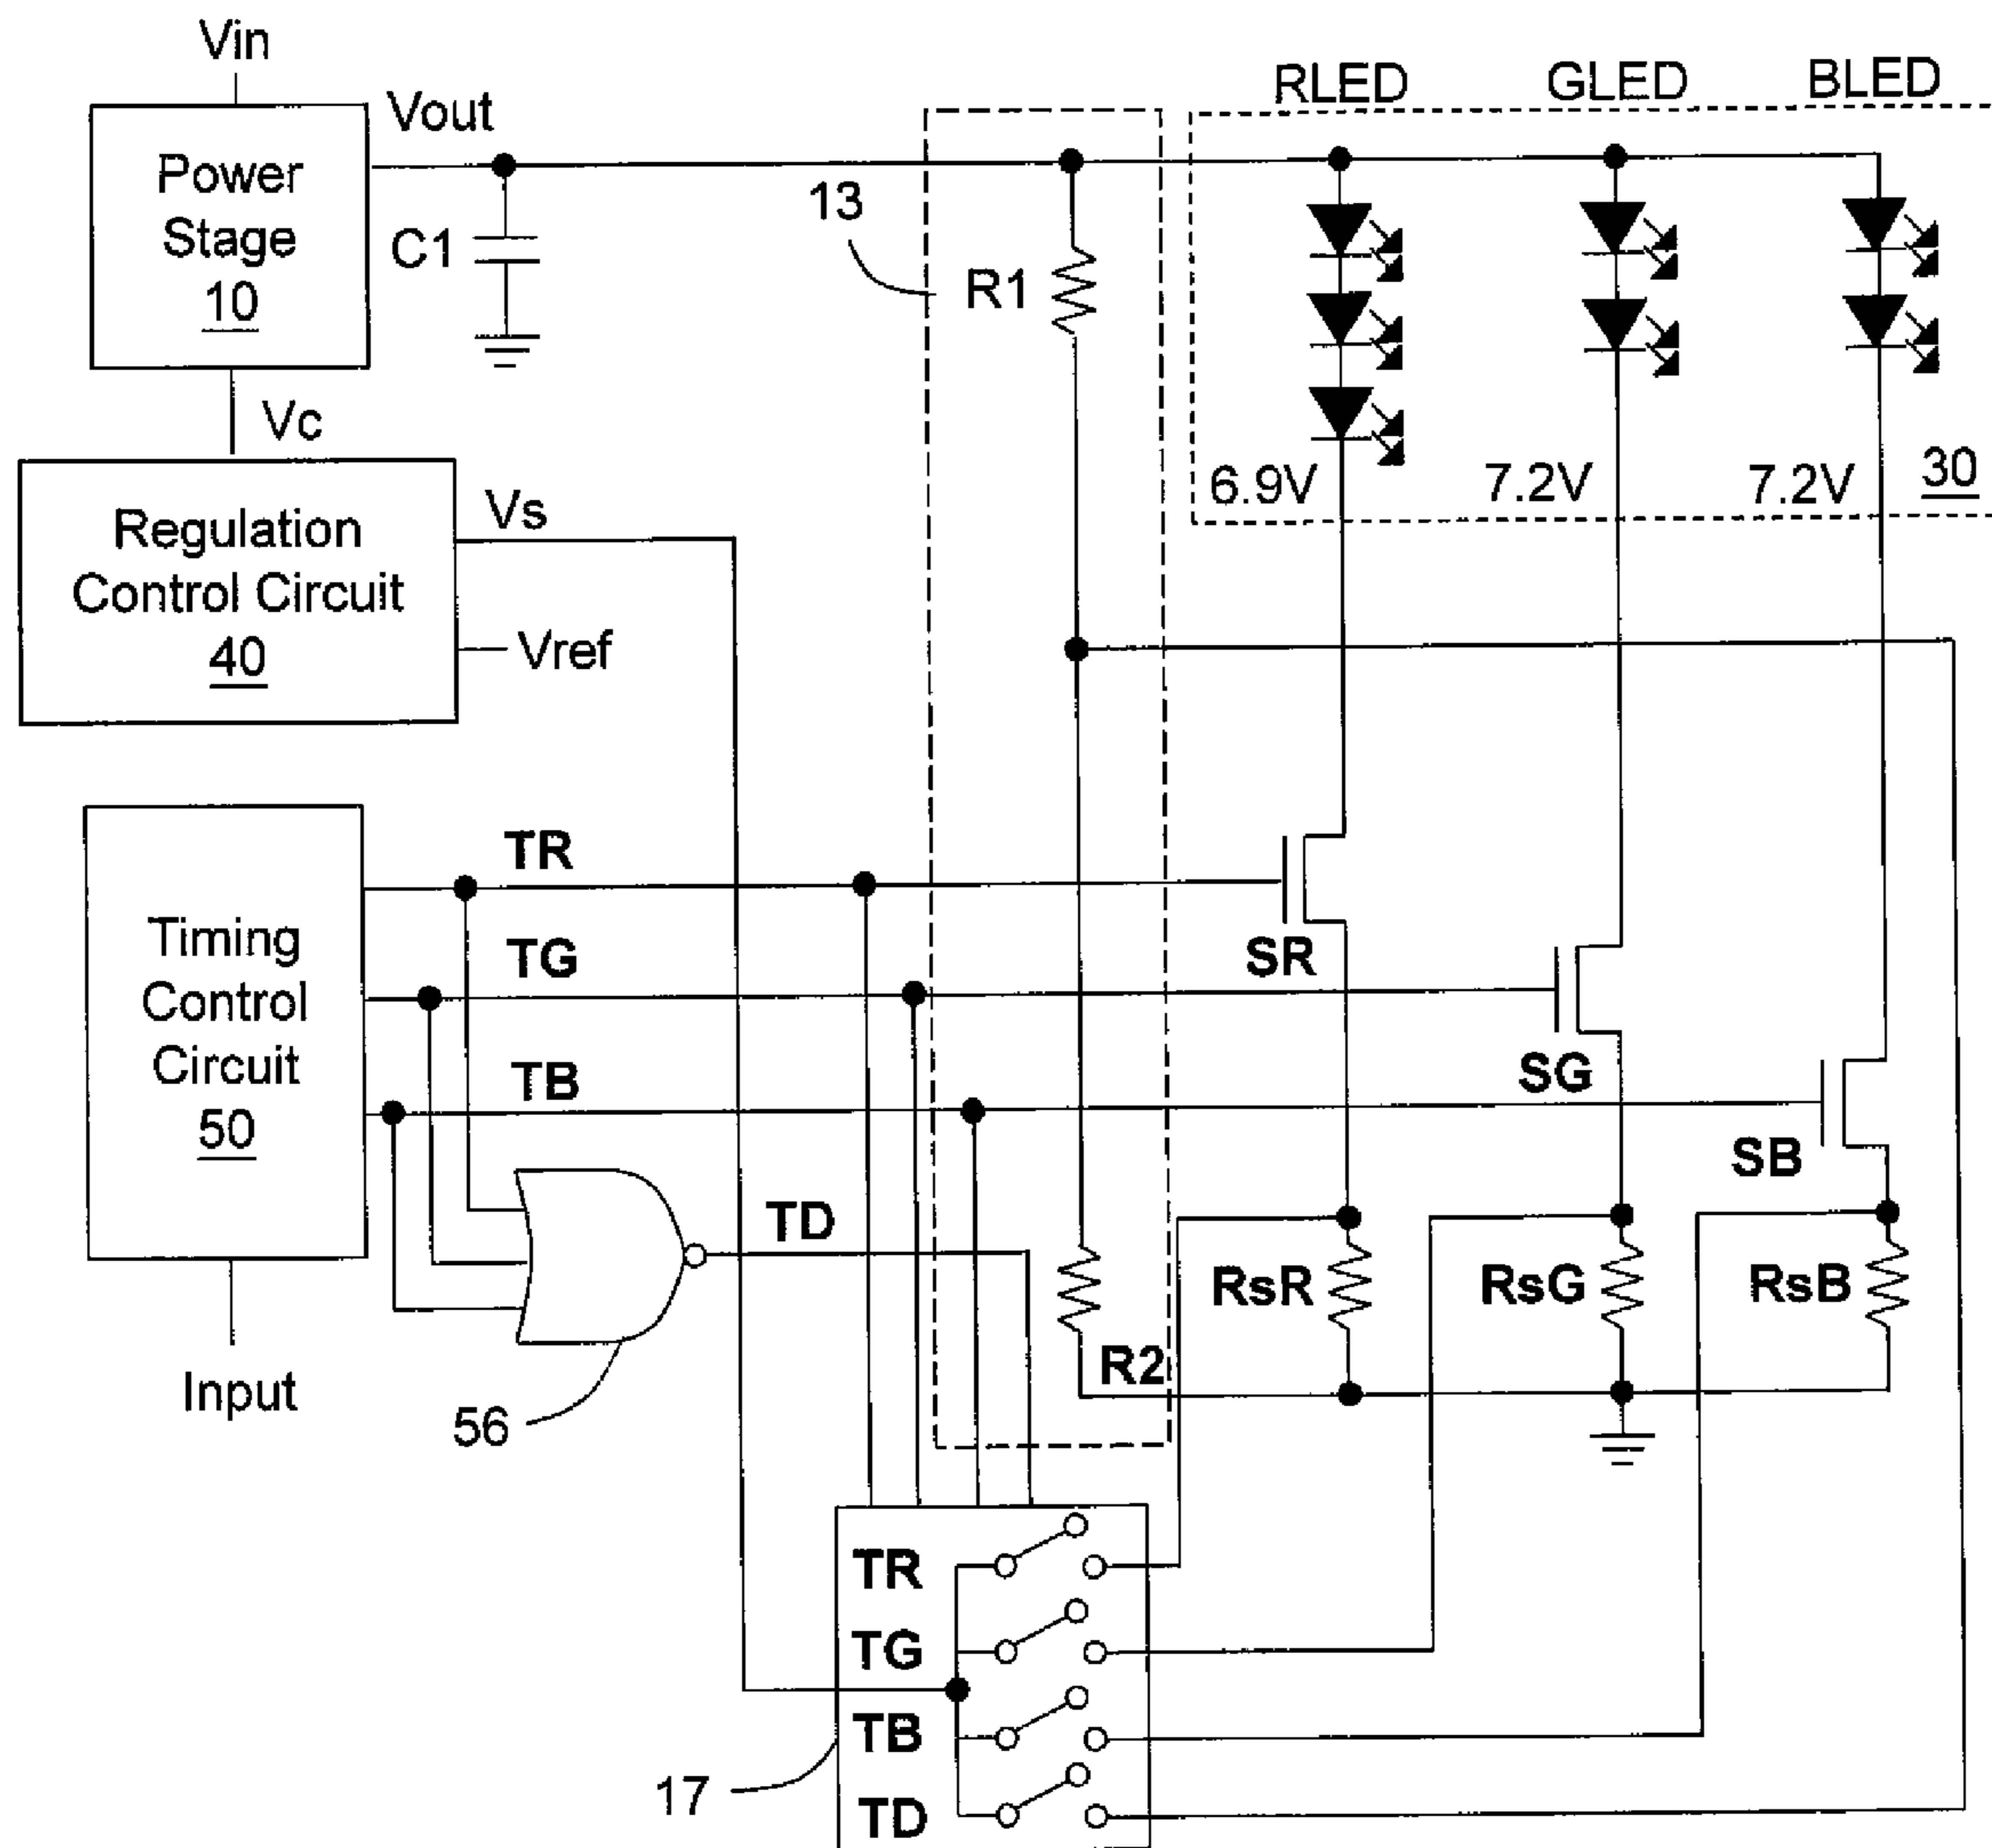 Vin
RLED
GLED
BLED
Vout
Power
Stage
10
C1
13
R1
Vc
6.9V
7.2V
7.2V
30
Vs
Regulation
Control Circuit
40
Vref
TR
Timing
Control
Circuit
50
TG
SR
TB
SG
SB
TD
RsR
RsG
RsB
R2
Input
56
TR
TG
TB
17
TD